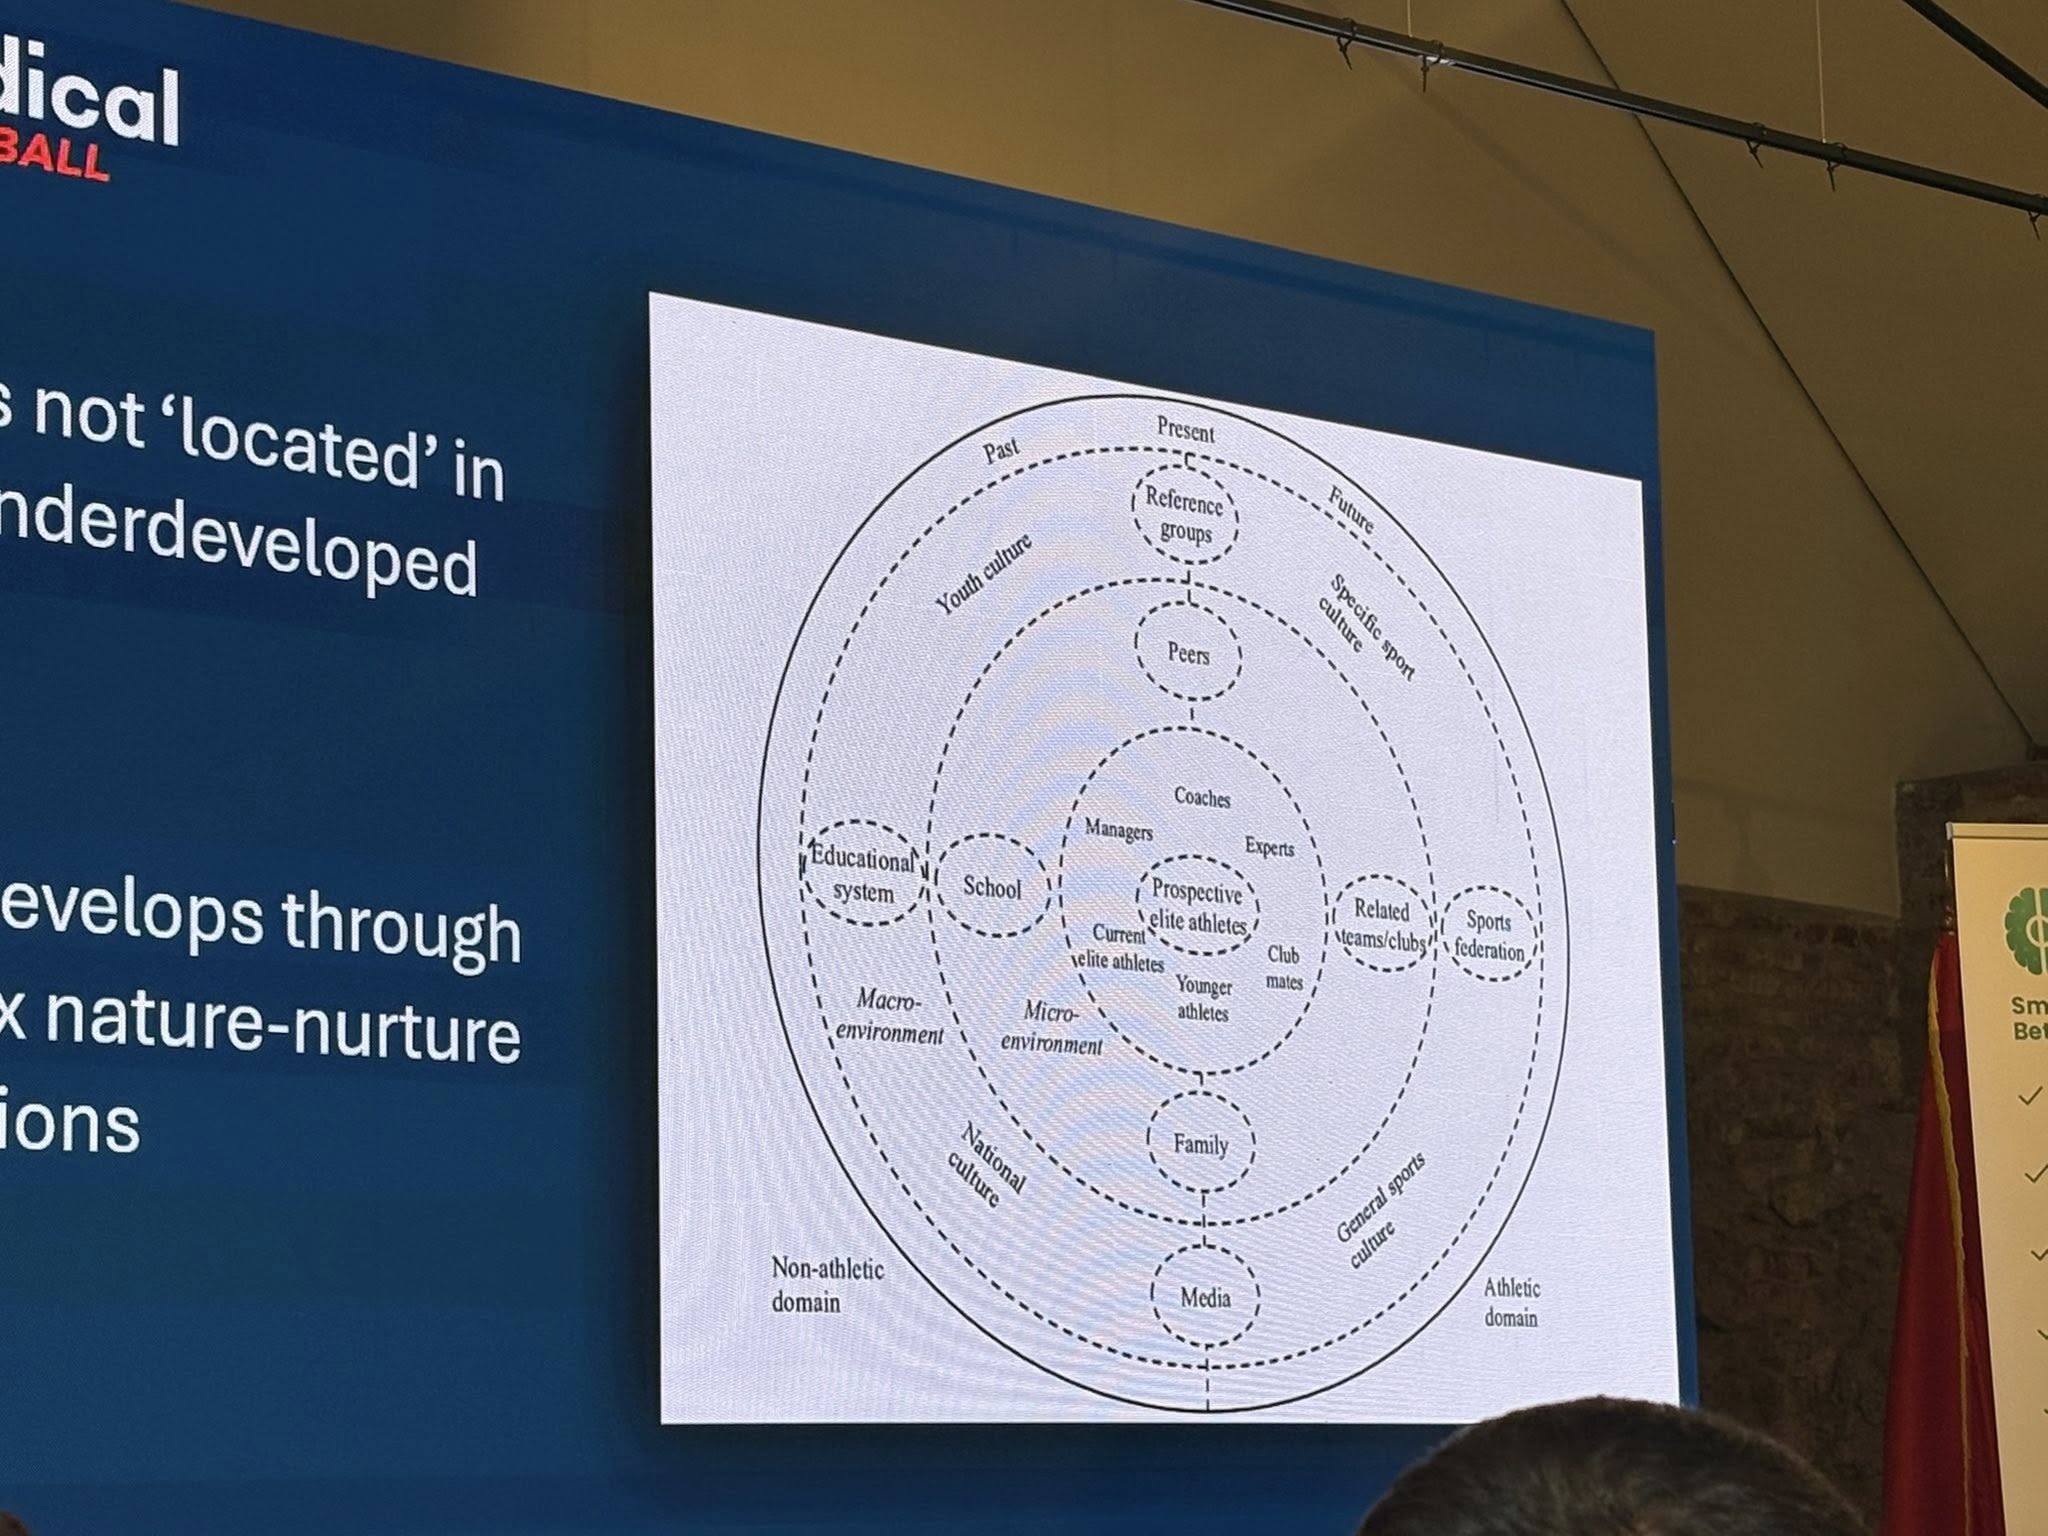 dical
BALL
s not ‘located’ in
nderdeveloped
evelops through
x nature-nurture
ions
Past
Present
Future
Reference
groups
Youth culture
Specific sport
culture
Peers
Coaches
Managers
Experts
Educational
system
School
Prospective
elite athletes
Related
teams/clubs
Sports
federation
Current
elite athletes
Club
mates
Younger
athletes
Macro-
environment
Micro-
environment
Family
National
culture
General sports
culture
Media
Non-athletic
domain
Athletic
domain
Sm
Bet